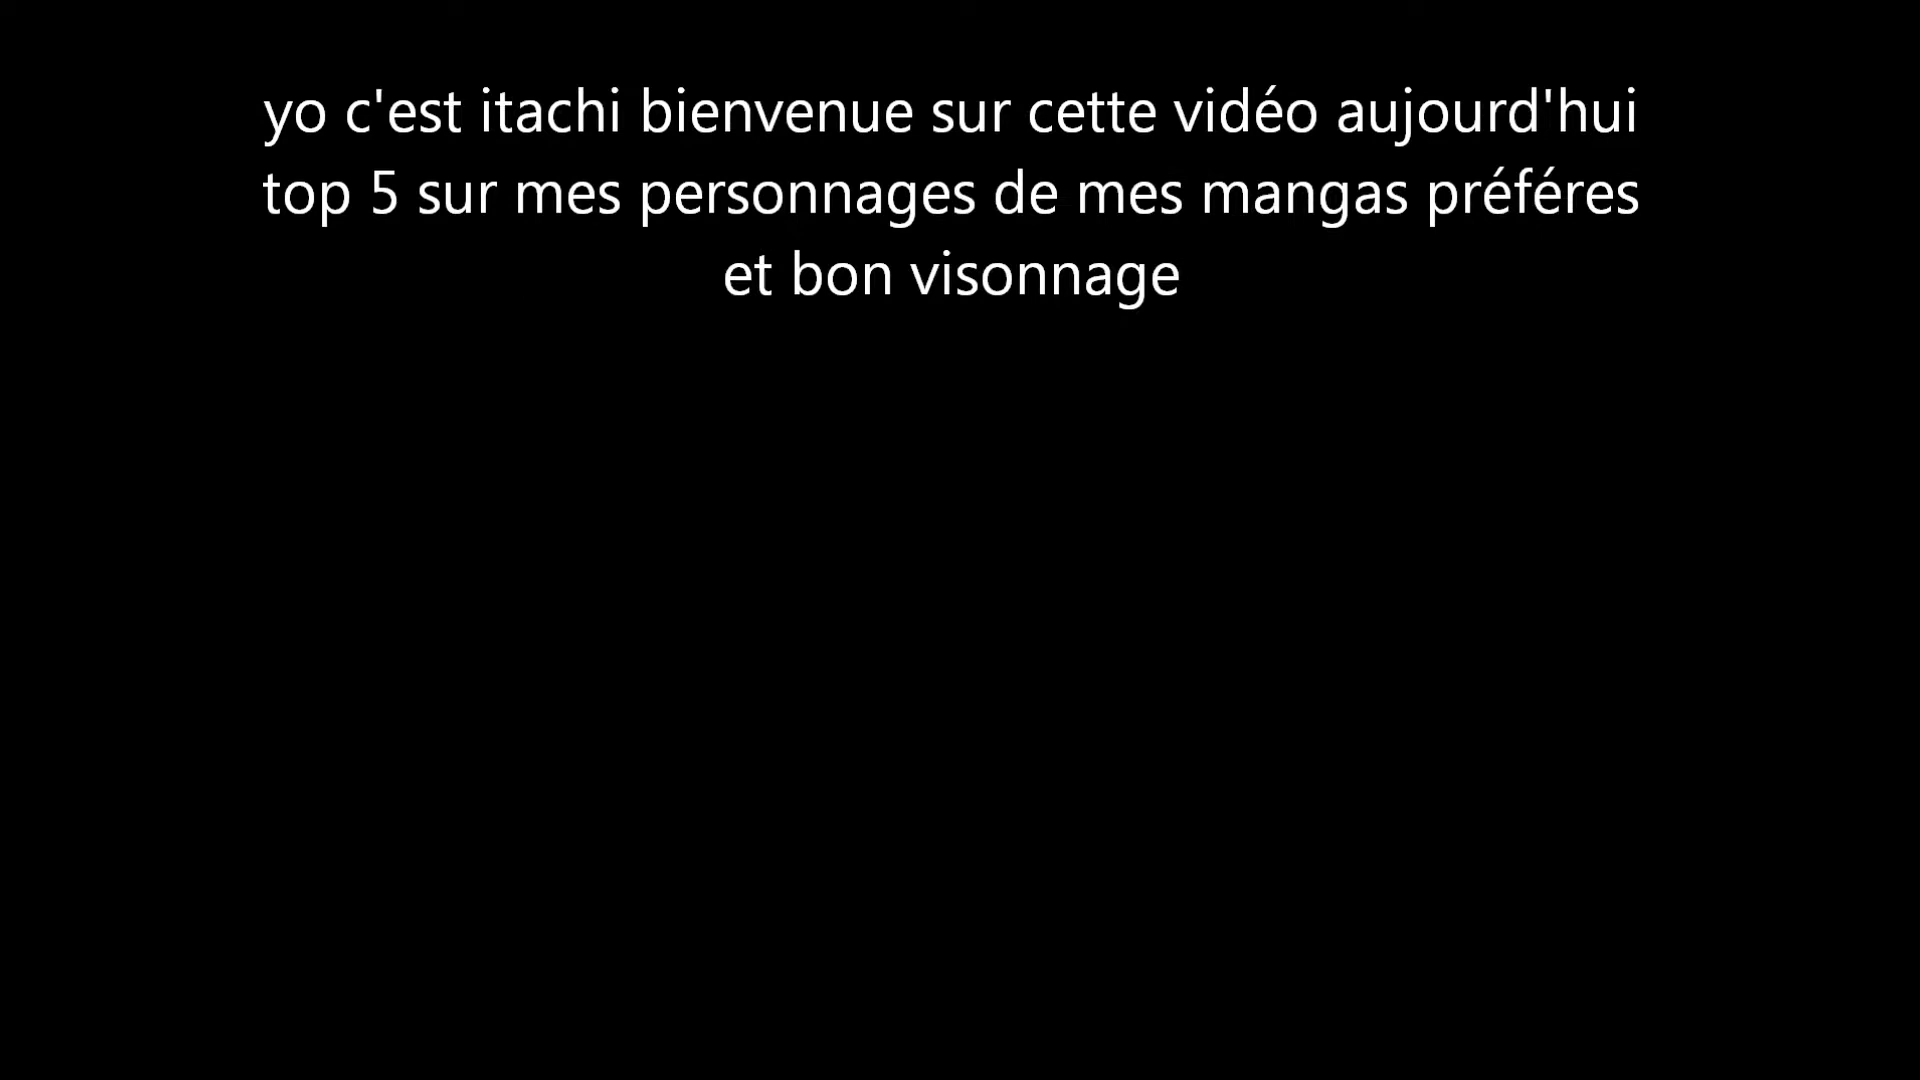 yo c'est itachi bienvenue sur cette vidéo aujourd'hui
top 5 sur mes personnages de mes mangas préféres
et bon visonnage